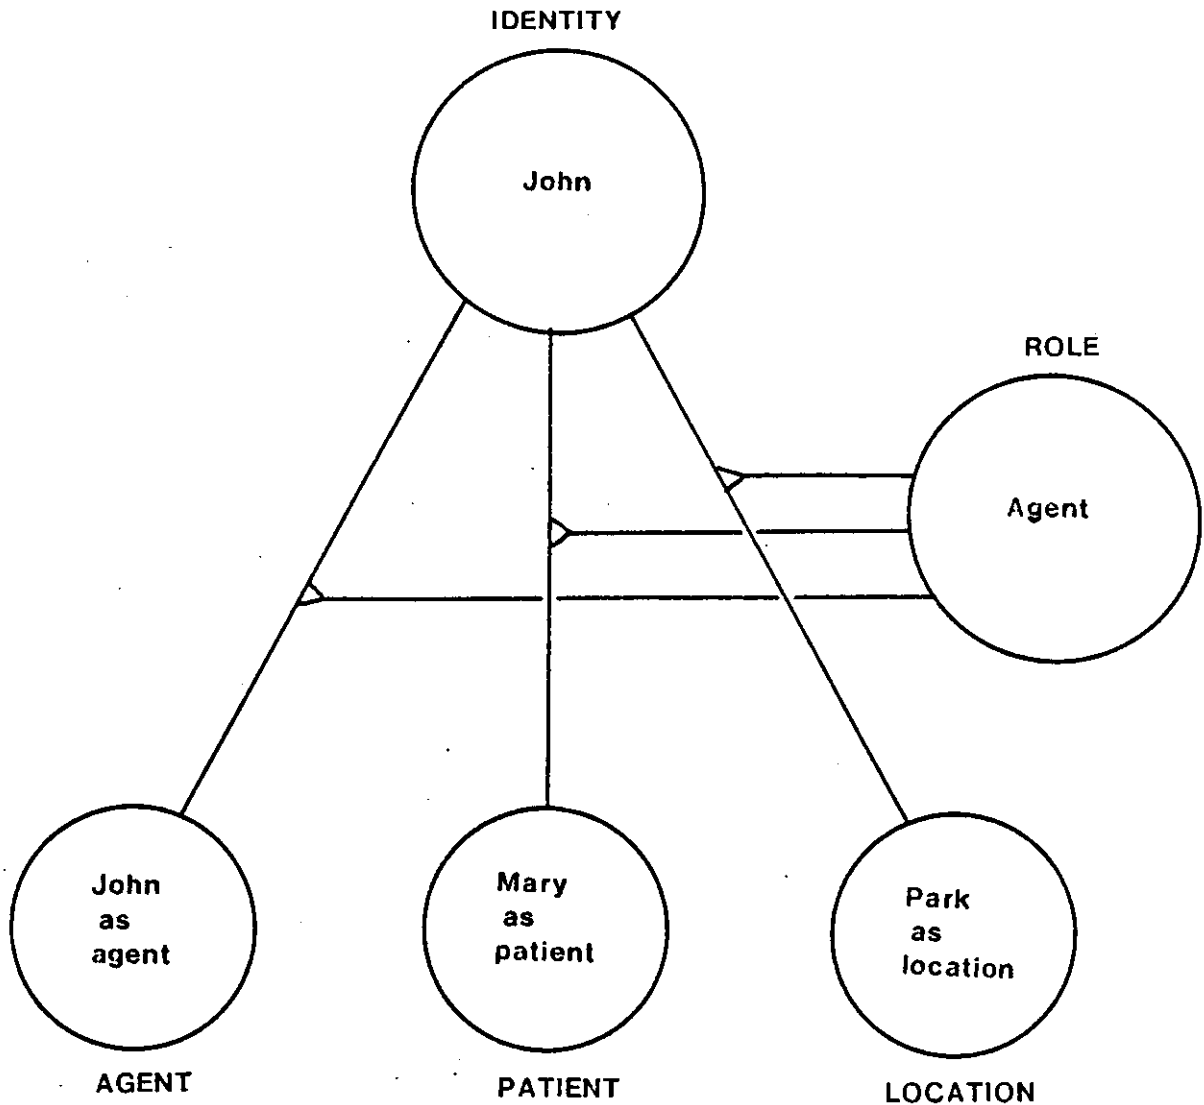 IDENTITY
John
ROLE
Agent
John
as
agent
Mary
as
patient
Park
as
location
AGENT
PATIENT
LOCATION